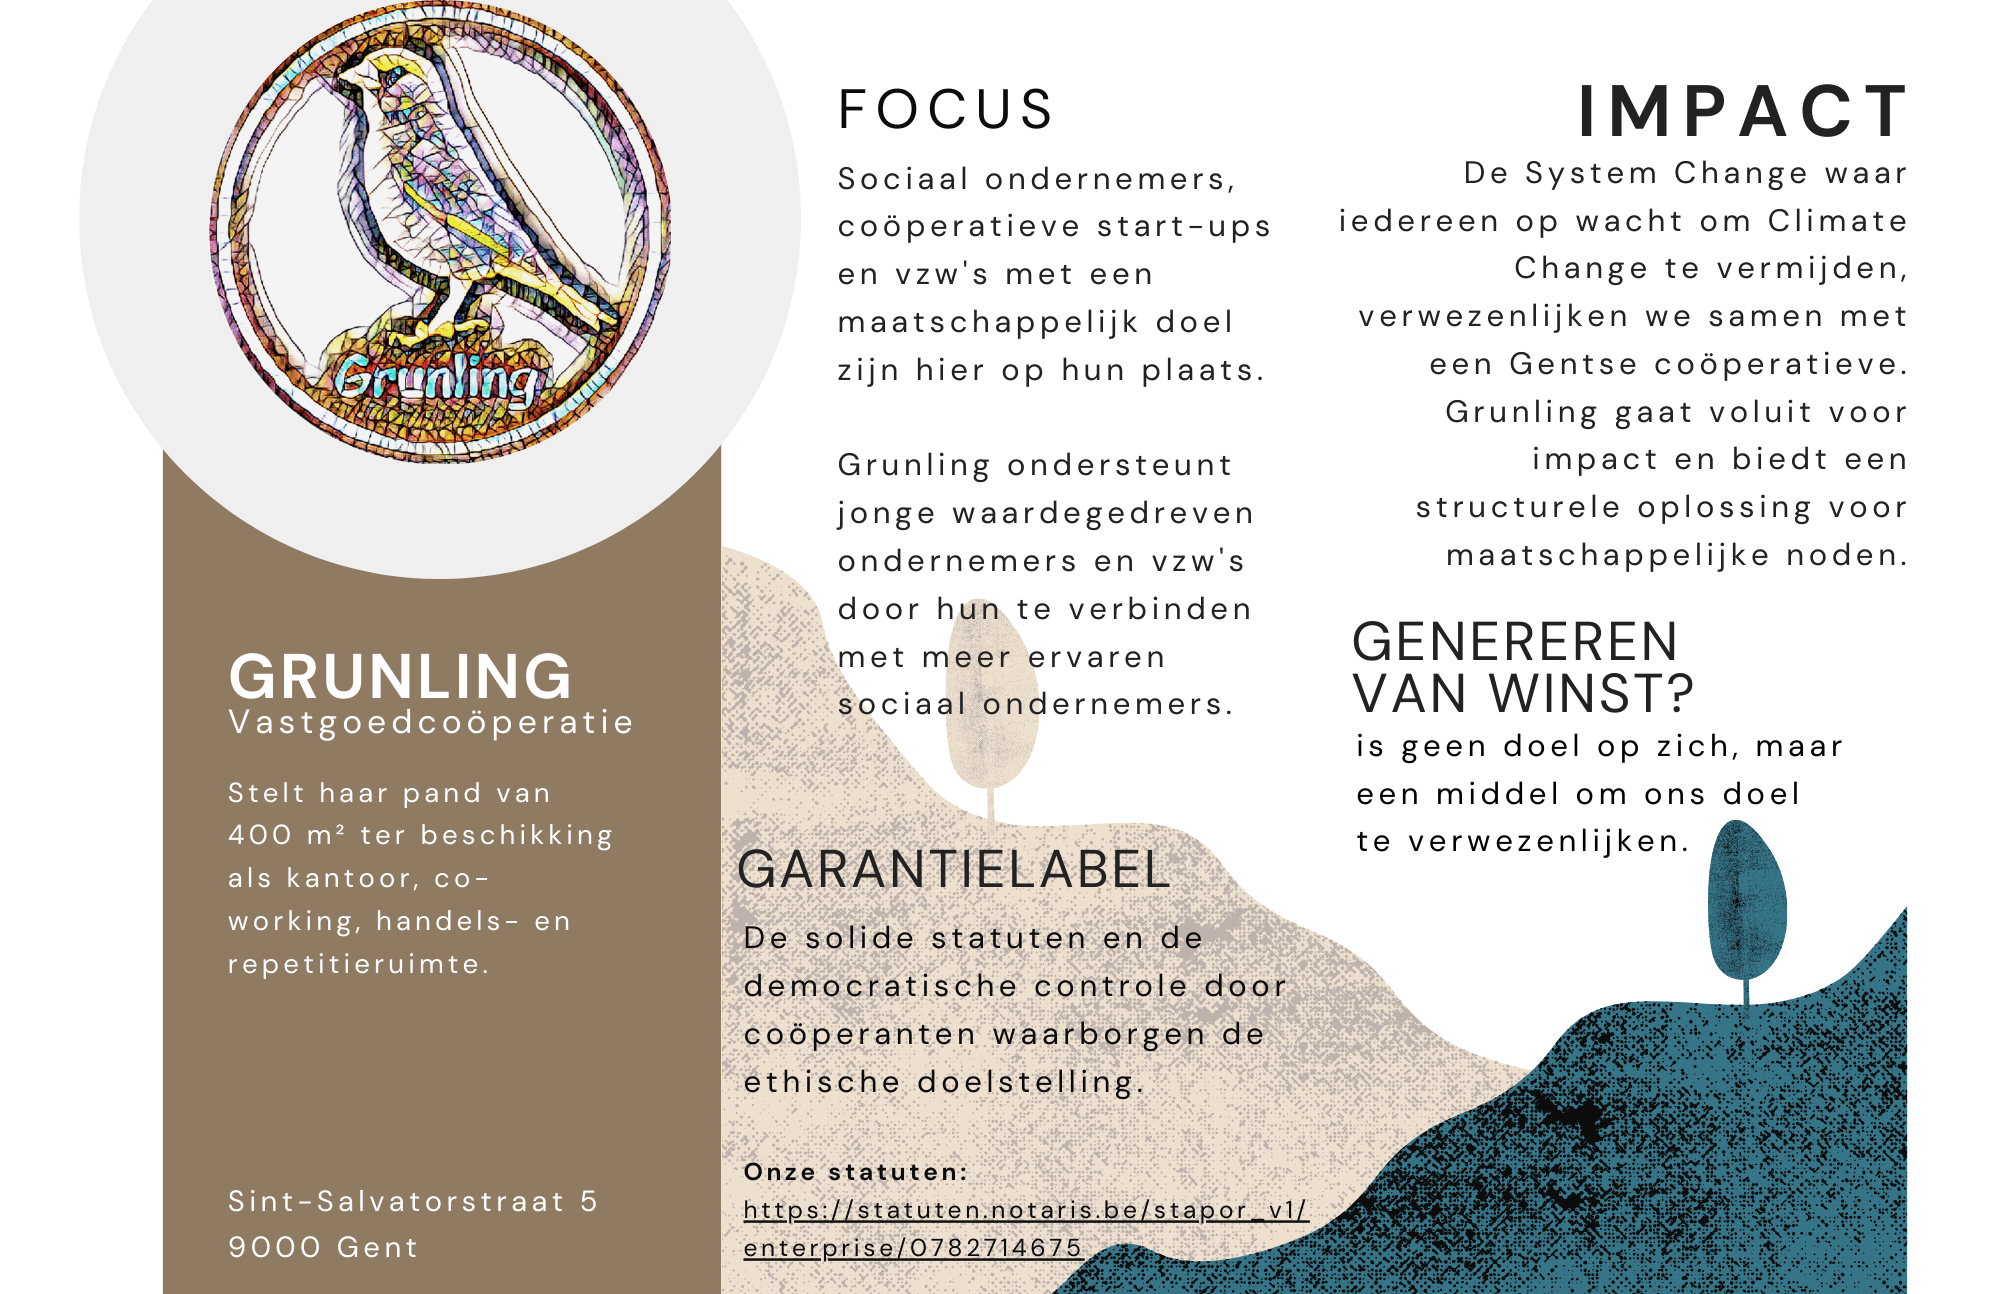 Grunling
GRUNLING
Vastgoedcoöperatie
Stelt haar pand van
400 m² ter beschikking
als kantoor, co-
working, handels- en
repetitieruimte.
Sint-Salvatorstraat 5
9000 Gent
FOCUS
Sociaal ondernemers,
coöperatieve start-ups
en vzw's met een
maatschappelijk doel
zijn hier op hun plaats.
Grunling ondersteunt
jonge waardegedreven
ondernemers en vzw's
door hun te verbinden
met meer ervaren
sociaal ondernemers.
GARANTIELABEL
De solide statuten en de
democratische controle door
coöperanten waarborgen de
ethische doelstelling.
Onze statuten:
https://statuten.notaris.be/stapor_v1/
enterprise/0782714675
IMPACT
De System Change waar
iedereen op wacht om Climate
Change te vermijden,
verwezenlijken we samen met
een Gentse coöperatieve.
Grunling gaat voluit voor
impact en biedt een
structurele oplossing voor
maatschappelijke noden.
GENEREREN
VAN WINST?
is geen doel op zich, maar
een middel om ons doel
te verwezenlijken.